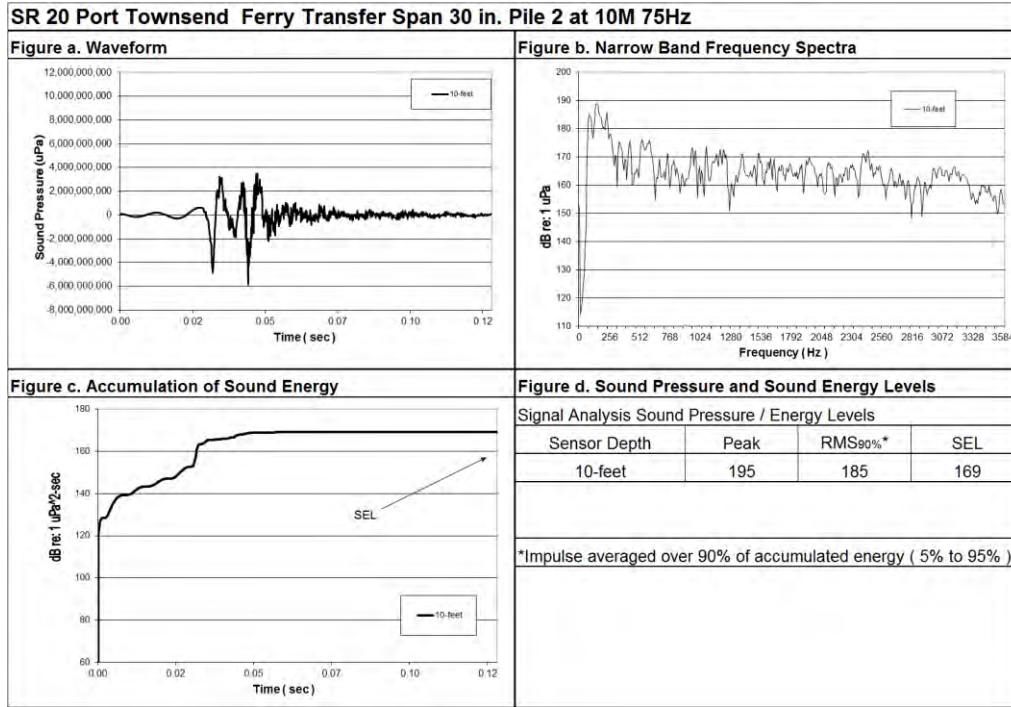 SR 20 Port Townsend Ferry Transfer Span 30 in. Pile 2 at 10M 75Hz
Figure a. Waveform
12,000,000,000
10,000,000,000
8,000,000,000
6,000,000,000
4,000,000,000
2,000,000,000
0
-2,000,000,000
-4,000,000,000
-6,000,000,000
-8,000,000,000
Sound Pressure (uPa)
10-feet
0.00 0.02 0.05 0.07 0.10 0.12
Time ( sec )
Figure b. Narrow Band Frequency Spectra
200
190
180
170
160
150
140
130
120
110
dB re: 1 uPa
10-feet
0 256 512 768 1024 1280 1536 1792 2048 2304 2560 2816 3072 3328 3584
Frequency ( Hz )
Figure c. Accumulation of Sound Energy
180
160
140
120
100
80
60
dB re: 1 uPa^2-sec
SEL
10-feet
0.00 0.02 0.05 0.07 0.10 0.12
Time ( sec )
Figure d. Sound Pressure and Sound Energy Levels
Signal Analysis Sound Pressure / Energy Levels
Sensor Depth Peak RMS90%* SEL
10-feet 195 185 169
*Impulse averaged over 90% of accumulated energy ( 5% to 95% )